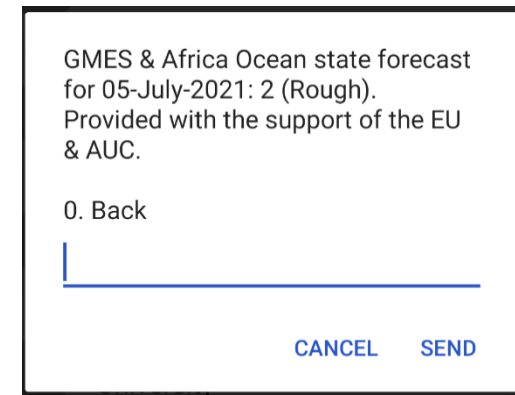 GMES & Africa Ocean state forecast
for 05-July-2021: 2 (Rough).
Provided with the support of the EU
& AUC.
0. Back
CANCEL SEND